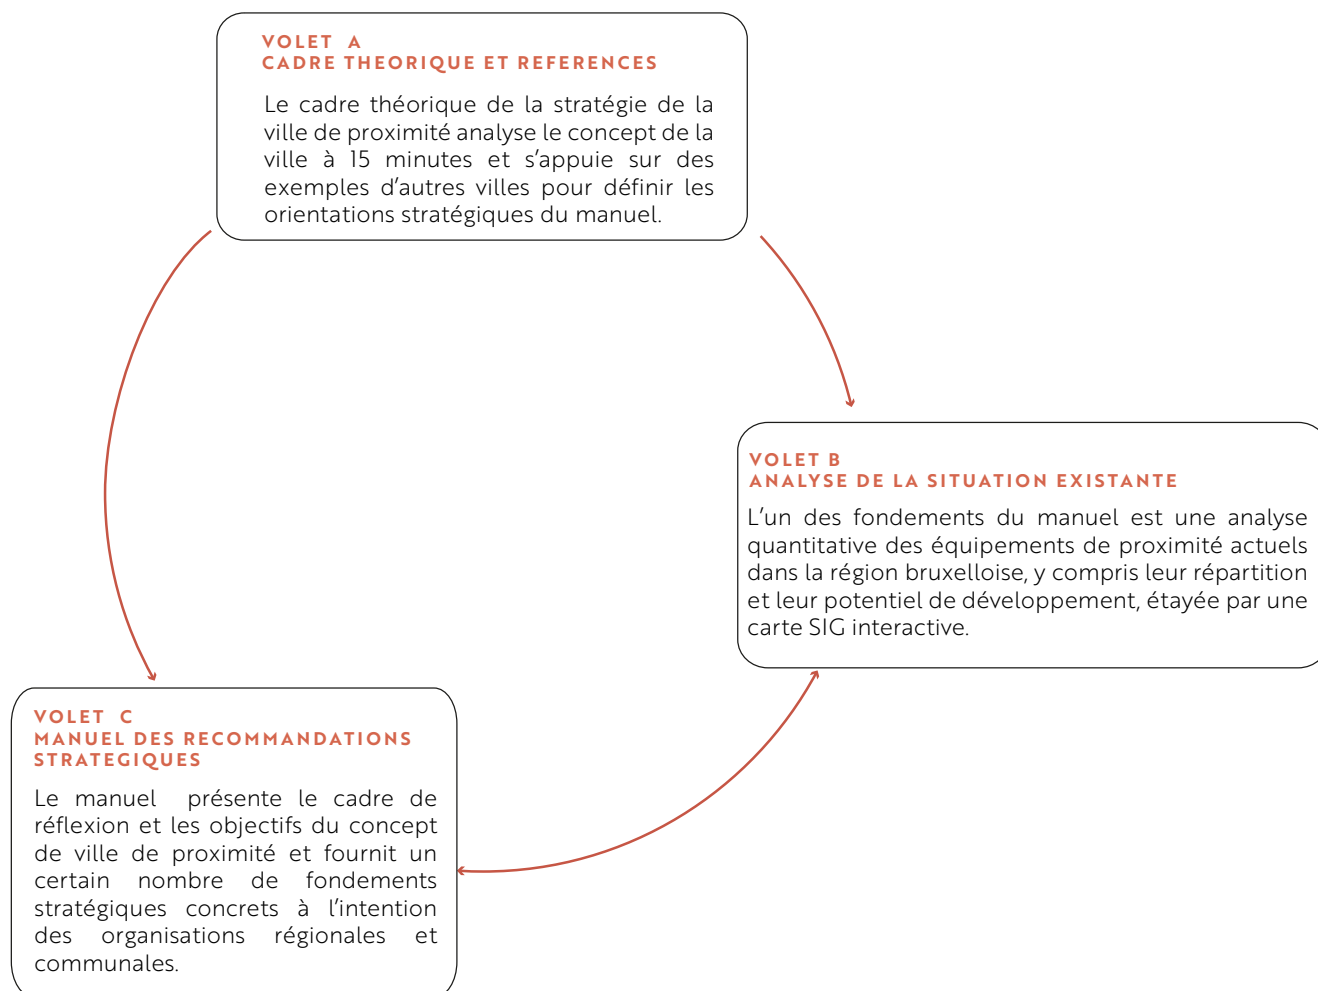 VOLET A
CADRE THEORIQUE ET REFERENCES
Le cadre théorique de la stratégie de la
ville de proximité analyse le concept de la
ville à 15 minutes et s’appuie sur des
exemples d’autres villes pour définir les
orientations stratégiques du manuel.
VOLET B
ANALYSE DE LA SITUATION EXISTANTE
L’un des fondements du manuel est une analyse
quantitative des équipements de proximité actuels
dans la région bruxelloise, y compris leur répartition
et leur potentiel de développement, étayée par une
carte SIG interactive.
VOLET C
MANUEL DES RECOMMANDATIONS
STRATEGIQUES
Le manuel présente le cadre de
réflexion et les objectifs du concept
de ville de proximité et fournit un
certain nombre de fondements
stratégiques concrets à l’intention
des organisations régionales et
communales.